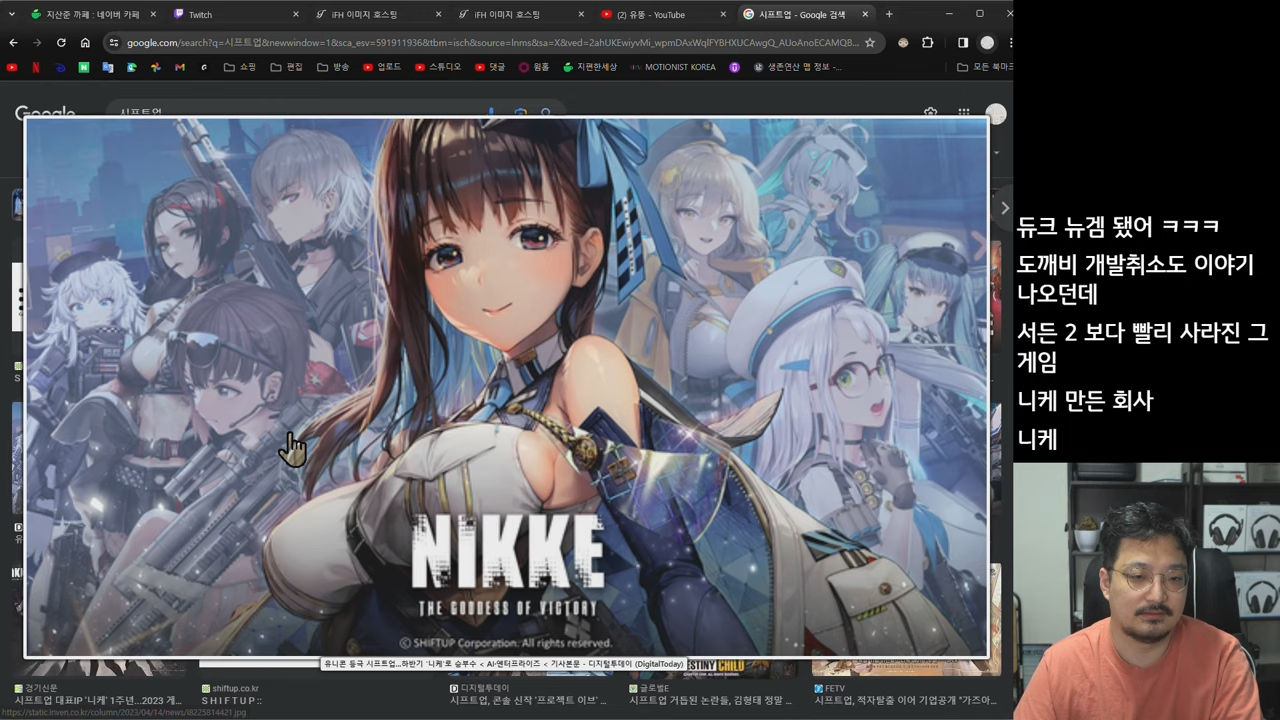 지산준 까페 : 네이버 카페
Twitch
iFH 이미지 호스팅
iFH 이미지 호스팅
(2) 유뚱 - YouTube
시프트업 - Google 검색
google.com/search?q=시프트업&newwindow=1&sca_esv=591911936&tbm=isch&source=lnms&sa=X&ved=2ahUKEwiyvMi_wpmDAxWqlFYBHXUCAwgQ_AUoAnoECAMQB...
쇼핑
편집
방송
업로드
스튜디오
댓글
윔홈
지편한세상
MOTIONIST KOREA
생존연산 맵 정보 -...
모든 북마크
Google
시프트업
듀크 뉴겜 됐어 ㅋㅋㅋ
도깨비 개발취소도 이야기
나오던데
서든 2 보다 빨리 사라진 그
게임
니케 만든 회사
니케
NIKKE
THE GODDESS OF VICTORY
© SHIFTUP Corporation. All rights reserved.
유니콘 등극 시프트업...하반기 '니케'로 승부수 < AI·엔터프라이즈 < 기사본문 - 디지털투데이 (DigitalToday)
DESTINY CHILD
경기신문
shiftup.co.kr
디지털투데이
글로벌E
FETV
시프트업 대표IP '니케' 1주년...2023 게...
S H I F T U P ::
시프트업, 콘솔 신작 '프로젝트 이브' ...
시프트업 거듭된 논란들, 김형태 정말 ...
시프트업, 적자탈출 이어 기업공개 "가즈아...
https://static.inven.co.kr/column/2023/04/14/news/i8225814421.jpg